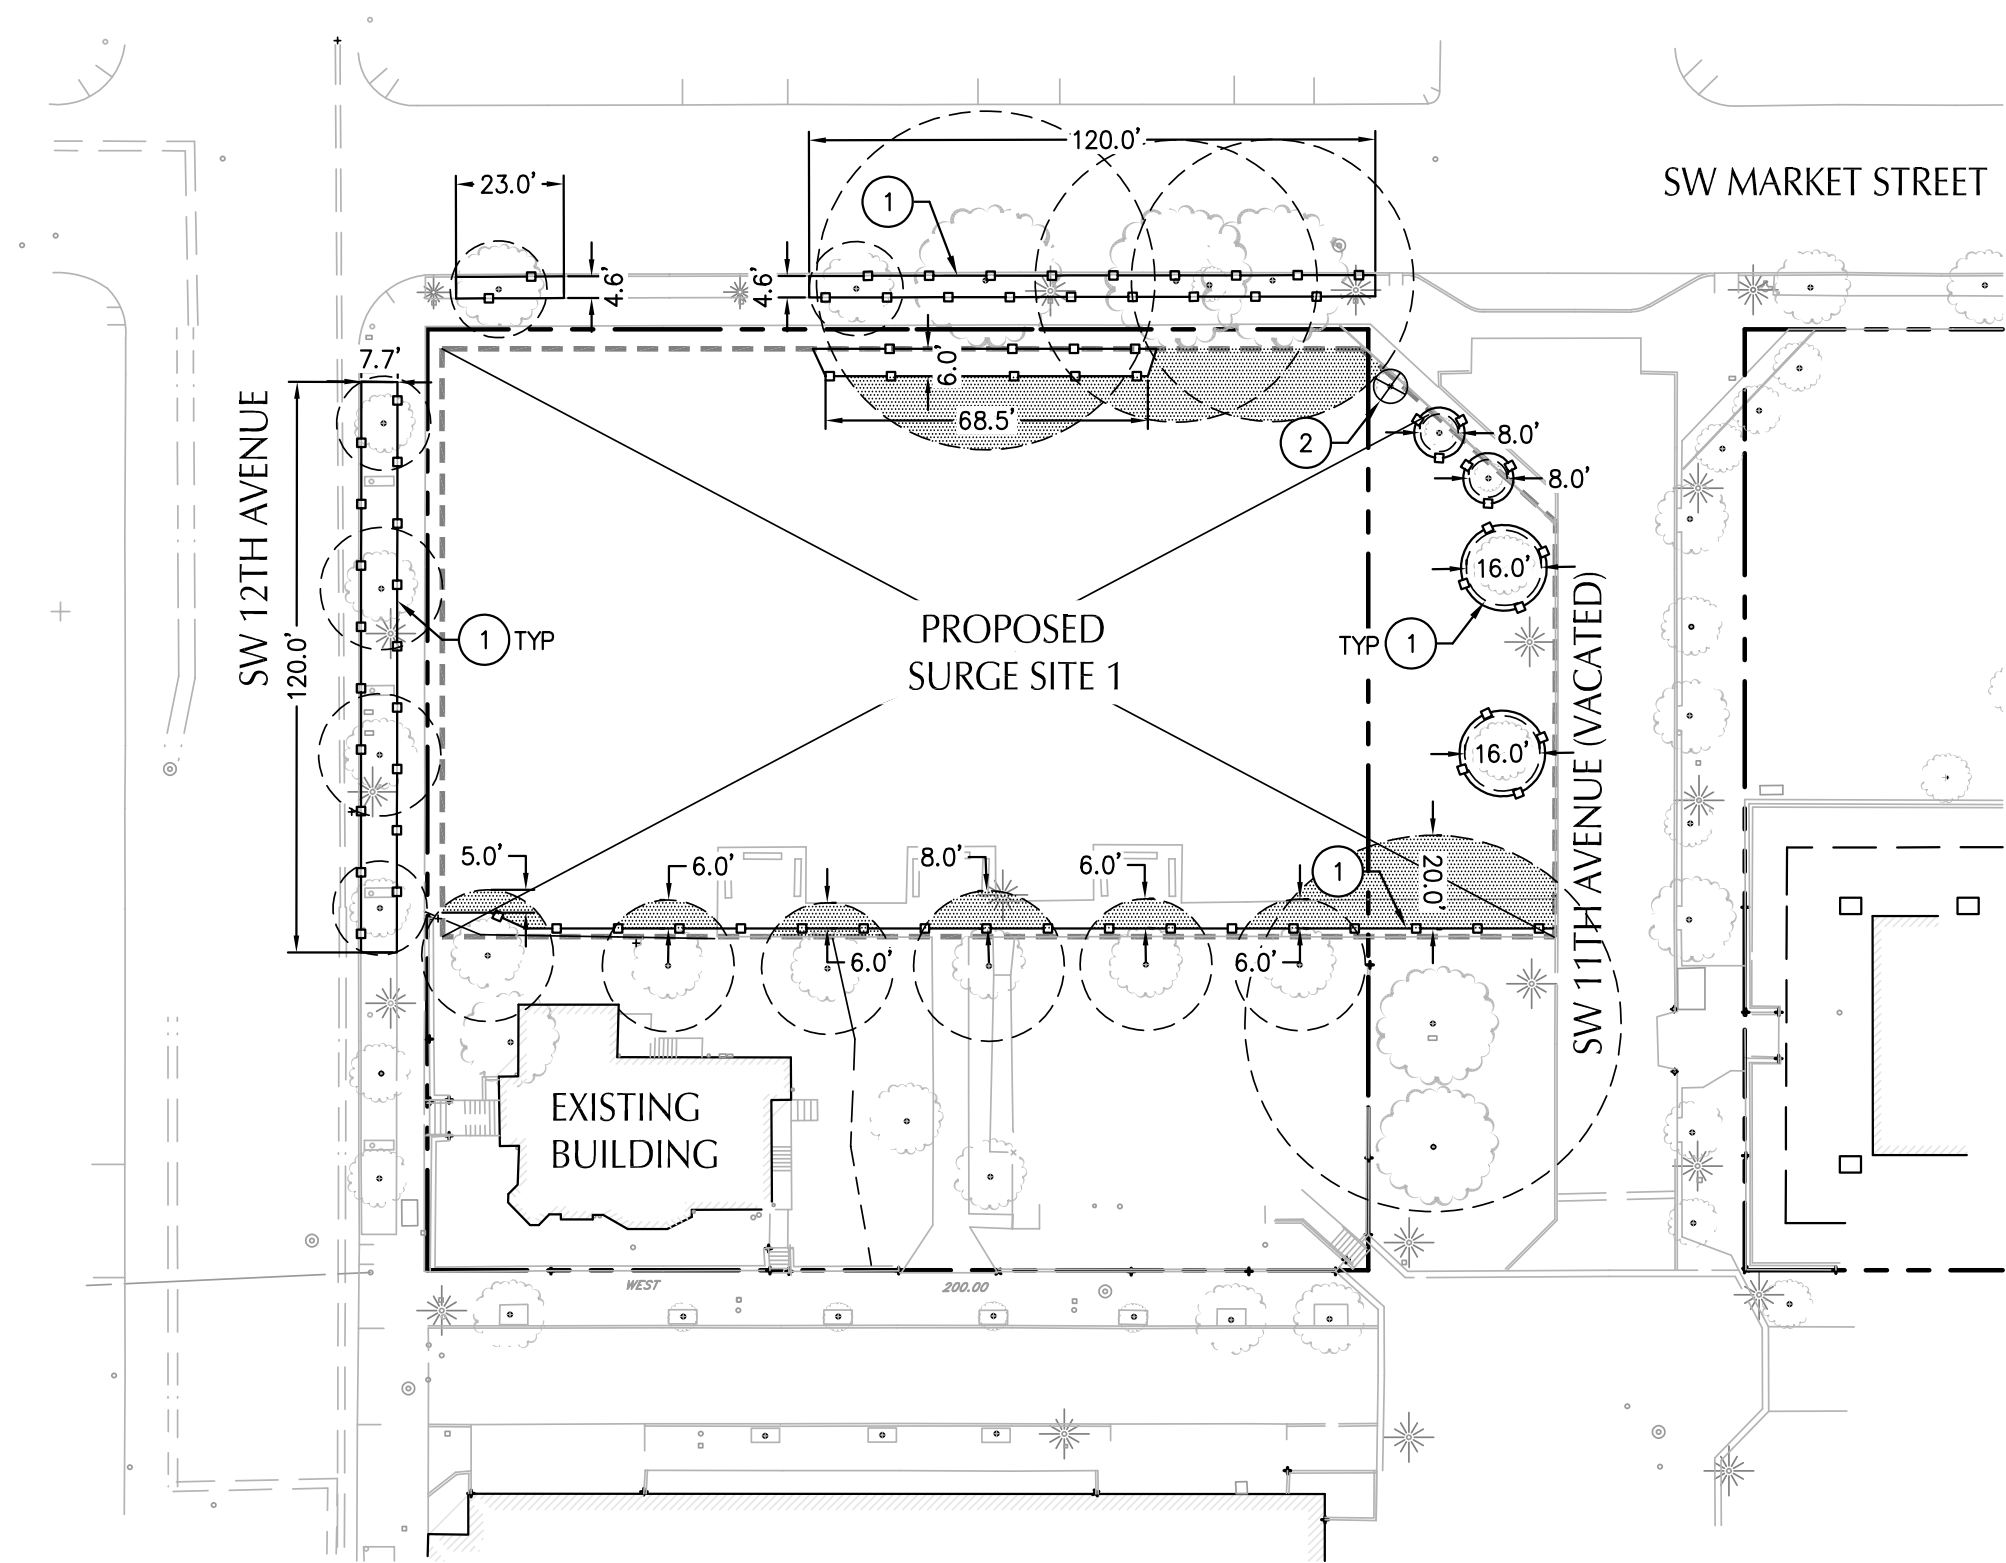 120.0'
SW MARKET STREET
23.0'
1
4.6'
4.6'
7.7'
6.0'
68.5'
2
8.0'
8.0'
SW 12TH AVENUE
120.0'
16.0'
1 TYP
PROPOSED
SURGE SITE 1
TYP 1
SW 11TH AVENUE (VACATED)
16.0'
5.0'
6.0'
8.0'
6.0'
1
20.0'
6.0'
6.0'
EXISTING
BUILDING
WEST
200.00